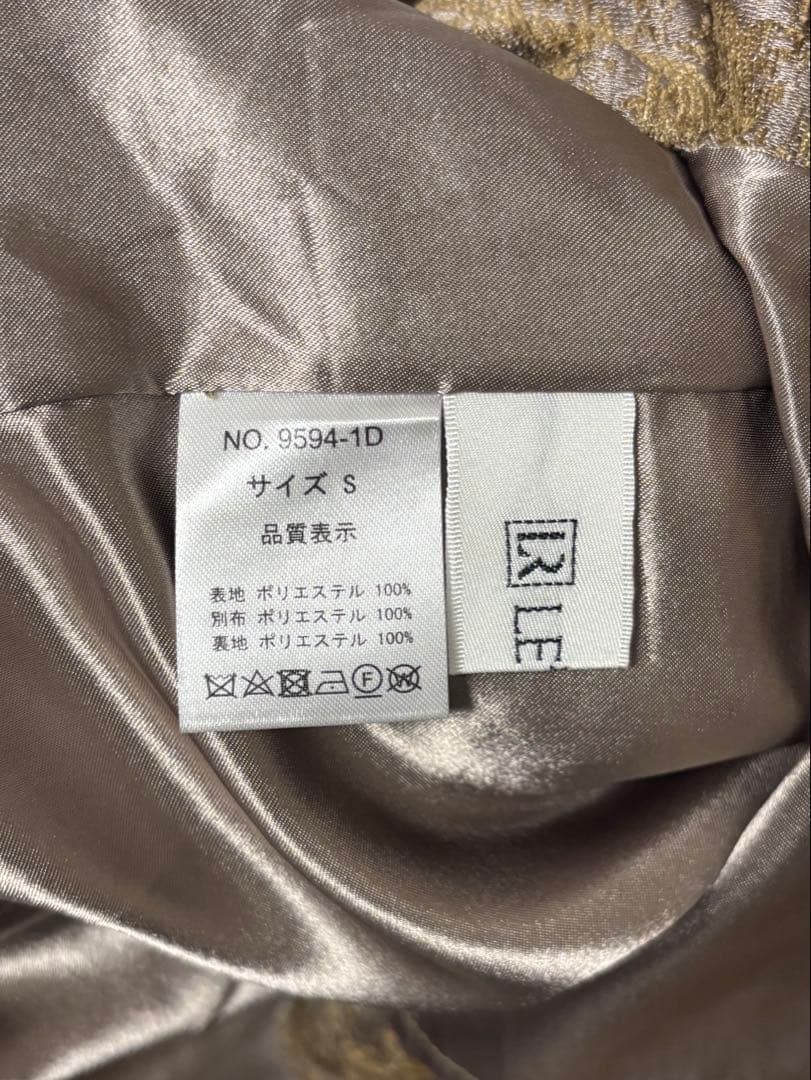 NO. 9594-1D
サイズ S
品質表示
表地 ポリエステル 100%
別布 ポリエステル 100%
裏地 ポリエステル 100%
F W
LR LE